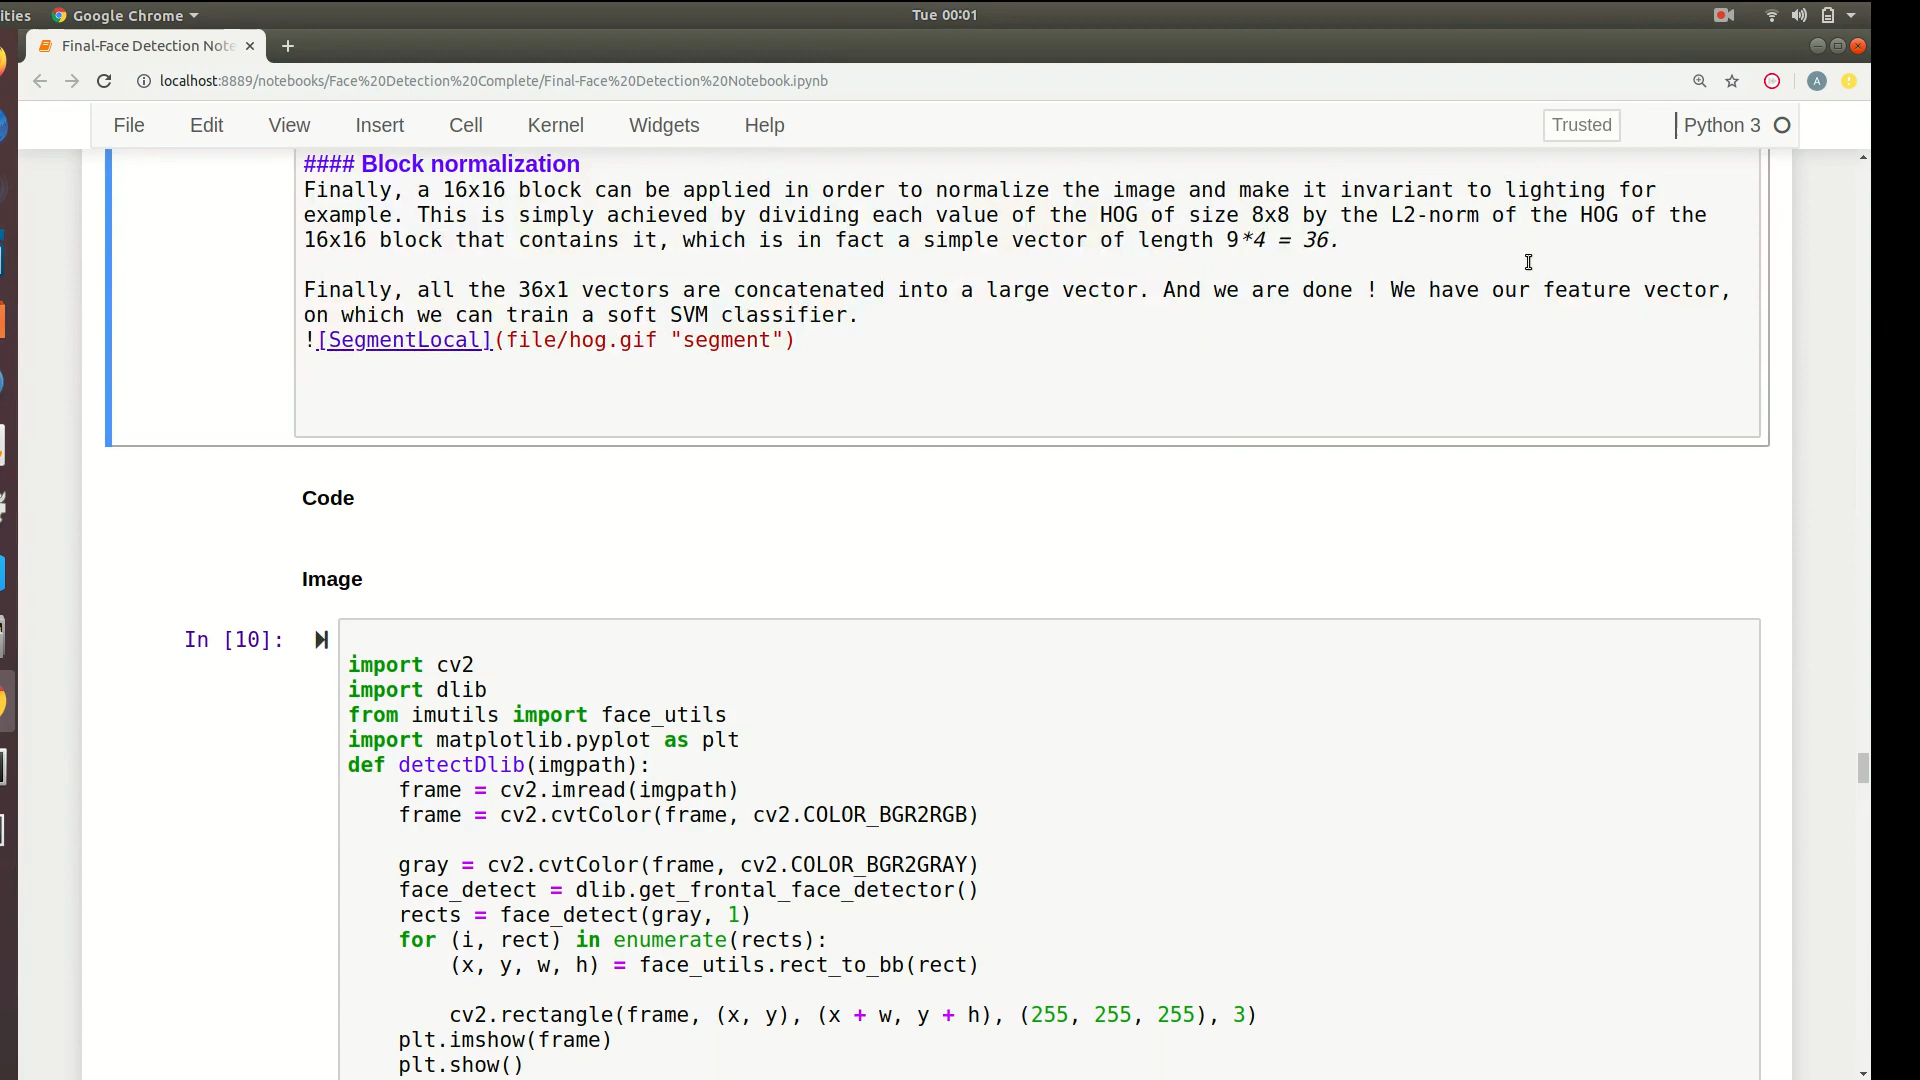 ities Google Chrome Tue 00:01
Final-Face Detection Note
localhost:8889/notebooks/Face%20Detection%20Complete/Final-Face%20Detection%20Notebook.ipynb A
File Edit View Insert Cell Kernel Widgets Help Trusted Python 3
#### Block normalization
Finally, a 16x16 block can be applied in order to normalize the image and make it invariant to lighting for
example. This is simply achieved by dividing each value of the HOG of size 8x8 by the L2-norm of the HOG of the
16x16 block that contains it, which is in fact a simple vector of length 9*4 = 36.
Finally, all the 36x1 vectors are concatenated into a large vector. And we are done ! We have our feature vector,
on which we can train a soft SVM classifier.
![SegmentLocal](file/hog.gif "segment")
Code
Image
In [10]:
import cv2
import dlib
from imutils import face_utils
import matplotlib.pyplot as plt
def detectDlib(imgpath):
frame = cv2.imread(imgpath)
frame = cv2.cvtColor(frame, cv2.COLOR_BGR2RGB)
gray = cv2.cvtColor(frame, cv2.COLOR_BGR2GRAY)
face_detect = dlib.get_frontal_face_detector()
rects = face_detect(gray, 1)
for (i, rect) in enumerate(rects):
(x, y, w, h) = face_utils.rect_to_bb(rect)
cv2.rectangle(frame, (x, y), (x + w, y + h), (255, 255, 255), 3)
plt.imshow(frame)
plt.show()